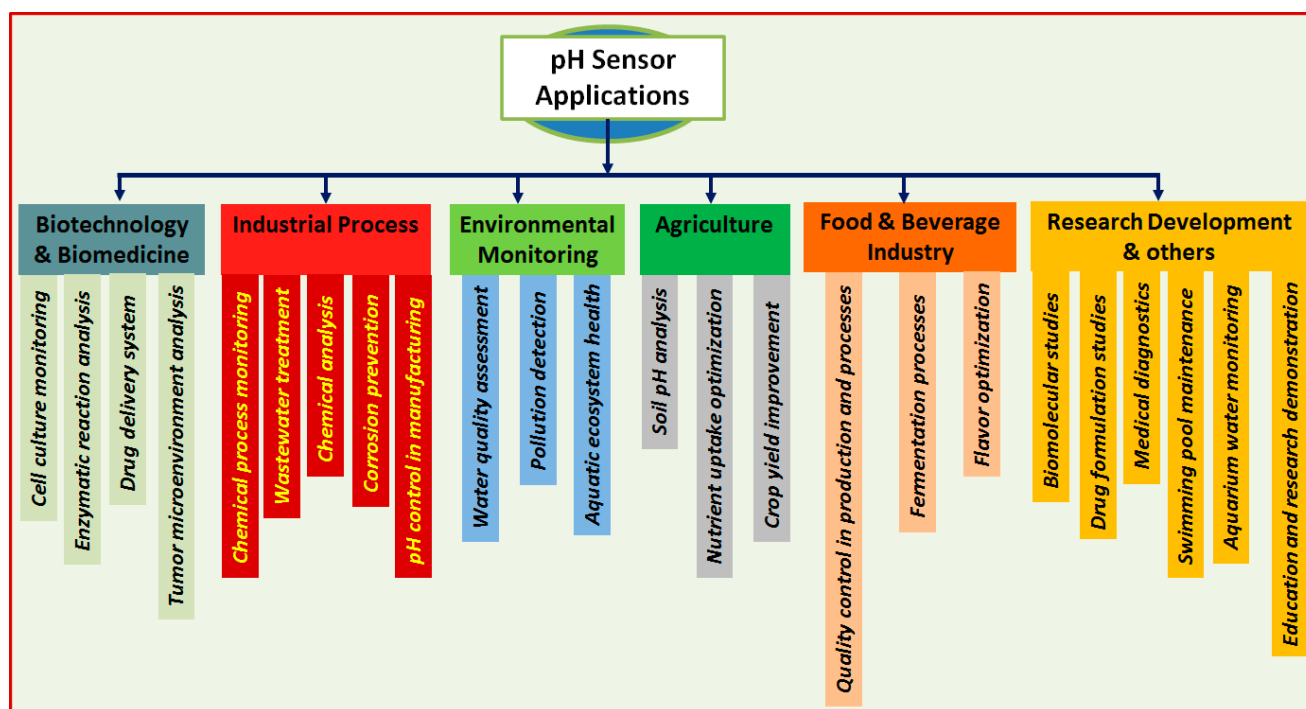 pH Sensor
Applications
Biotechnology
& Biomedicine
Cell culture monitoring
Enzymatic reaction analysis
Drug delivery system
Tumor microenvironment analysis
Industrial Process
Chemical process monitoring
Wastewater treatment
Chemical analysis
Corrosion prevention
pH control in manufacturing
Environmental
Monitoring
Water quality assessment
Pollution detection
Aquatic ecosystem health
Agriculture
Soil pH analysis
Nutrient uptake optimization
Crop yield improvement
Food & Beverage
Industry
Quality control in production and processes
Fermentation processes
Flavor optimization
Research Development
& others
Biomolecular studies
Drug formulation studies
Medical diagnostics
Swimming pool maintenance
Aquarium water monitoring
Education and research demonstration